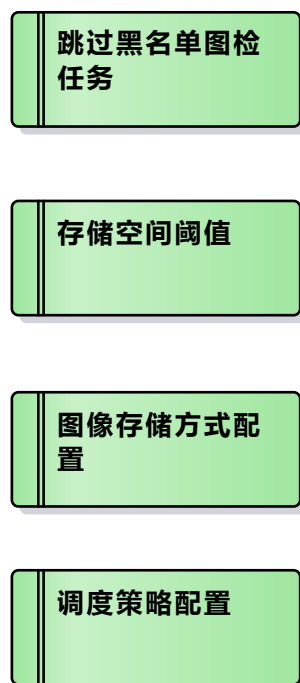 跳过黑名单图检
任务
存储空间阈值
图像存储方式配
置
调度策略配置